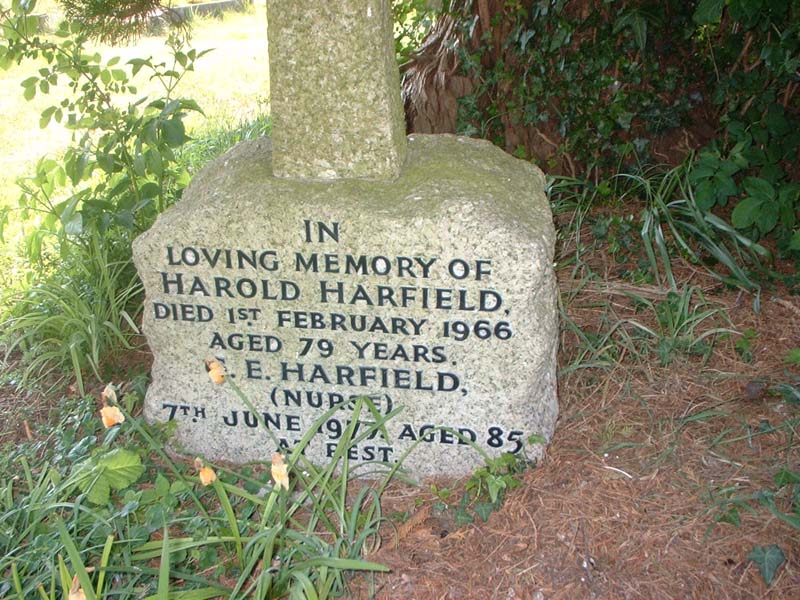 IN
LOVING MEMORY OF
HAROLD HARFIELD,
DIED 1ST FEBRUARY 1966
AGED 79 YEARS.
E. HARFIELD,
(NURSE)
7TH JUNE AGED 85
AT REST.